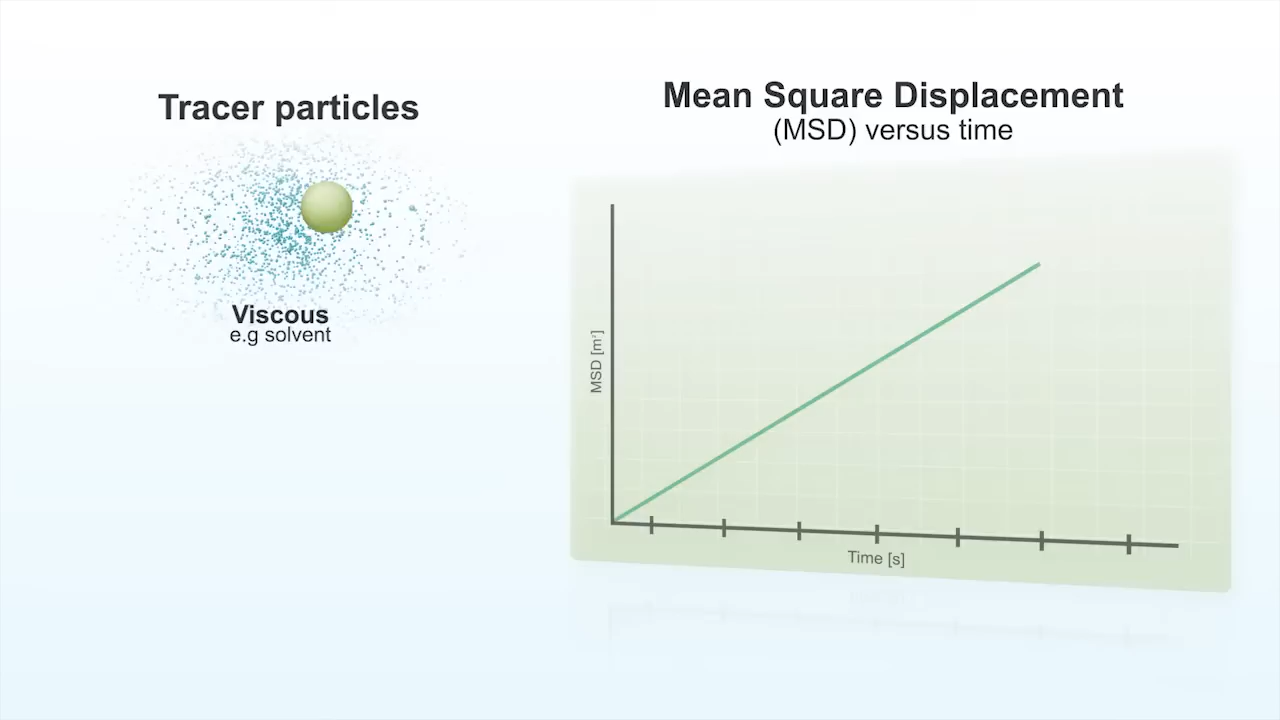 Tracer particles
Viscous
e.g solvent
Mean Square Displacement
(MSD) versus time
MSD [m²]
Time [s]